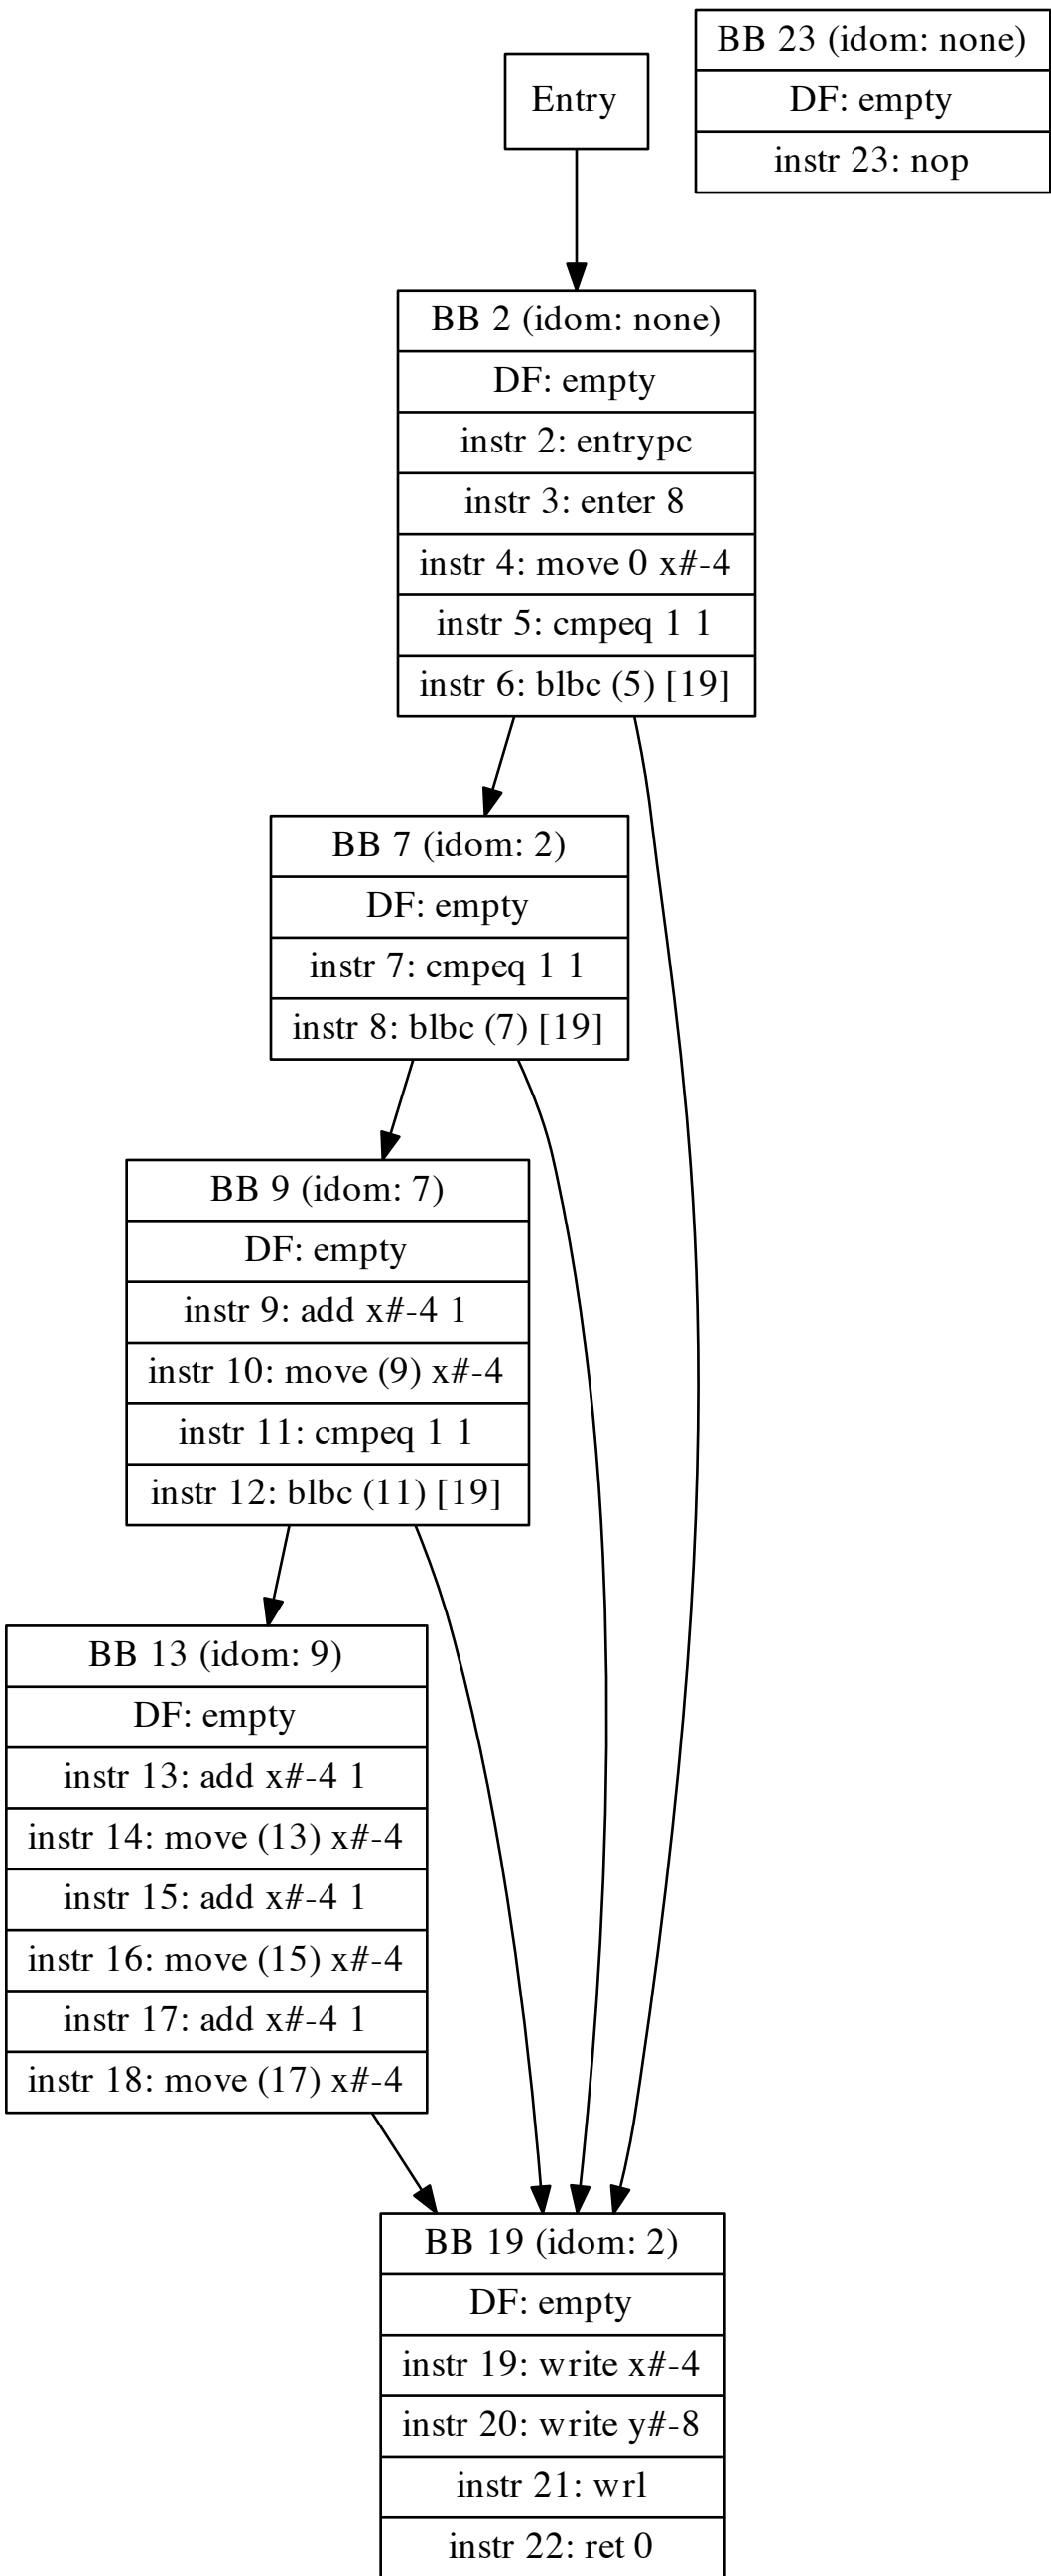 BB 23 (idom: none)
DF: empty
instr 23: nop
Entry
BB 2 (idom: none)
DF: empty
instr 2: entrypc
instr 3: enter 8
instr 4: move 0 x#-4
instr 5: cmpeq 1 1
instr 6: blbc (5) [19]
BB 7 (idom: 2)
DF: empty
instr 7: cmpeq 1 1
instr 8: blbc (7) [19]
BB 9 (idom: 7)
DF: empty
instr 9: add x#-4 1
instr 10: move (9) x#-4
instr 11: cmpeq 1 1
instr 12: blbc (11) [19]
BB 13 (idom: 9)
DF: empty
instr 13: add x#-4 1
instr 14: move (13) x#-4
instr 15: add x#-4 1
instr 16: move (15) x#-4
instr 17: add x#-4 1
instr 18: move (17) x#-4
BB 19 (idom: 2)
DF: empty
instr 19: write x#-4
instr 20: write y#-8
instr 21: wrl
instr 22: ret 0